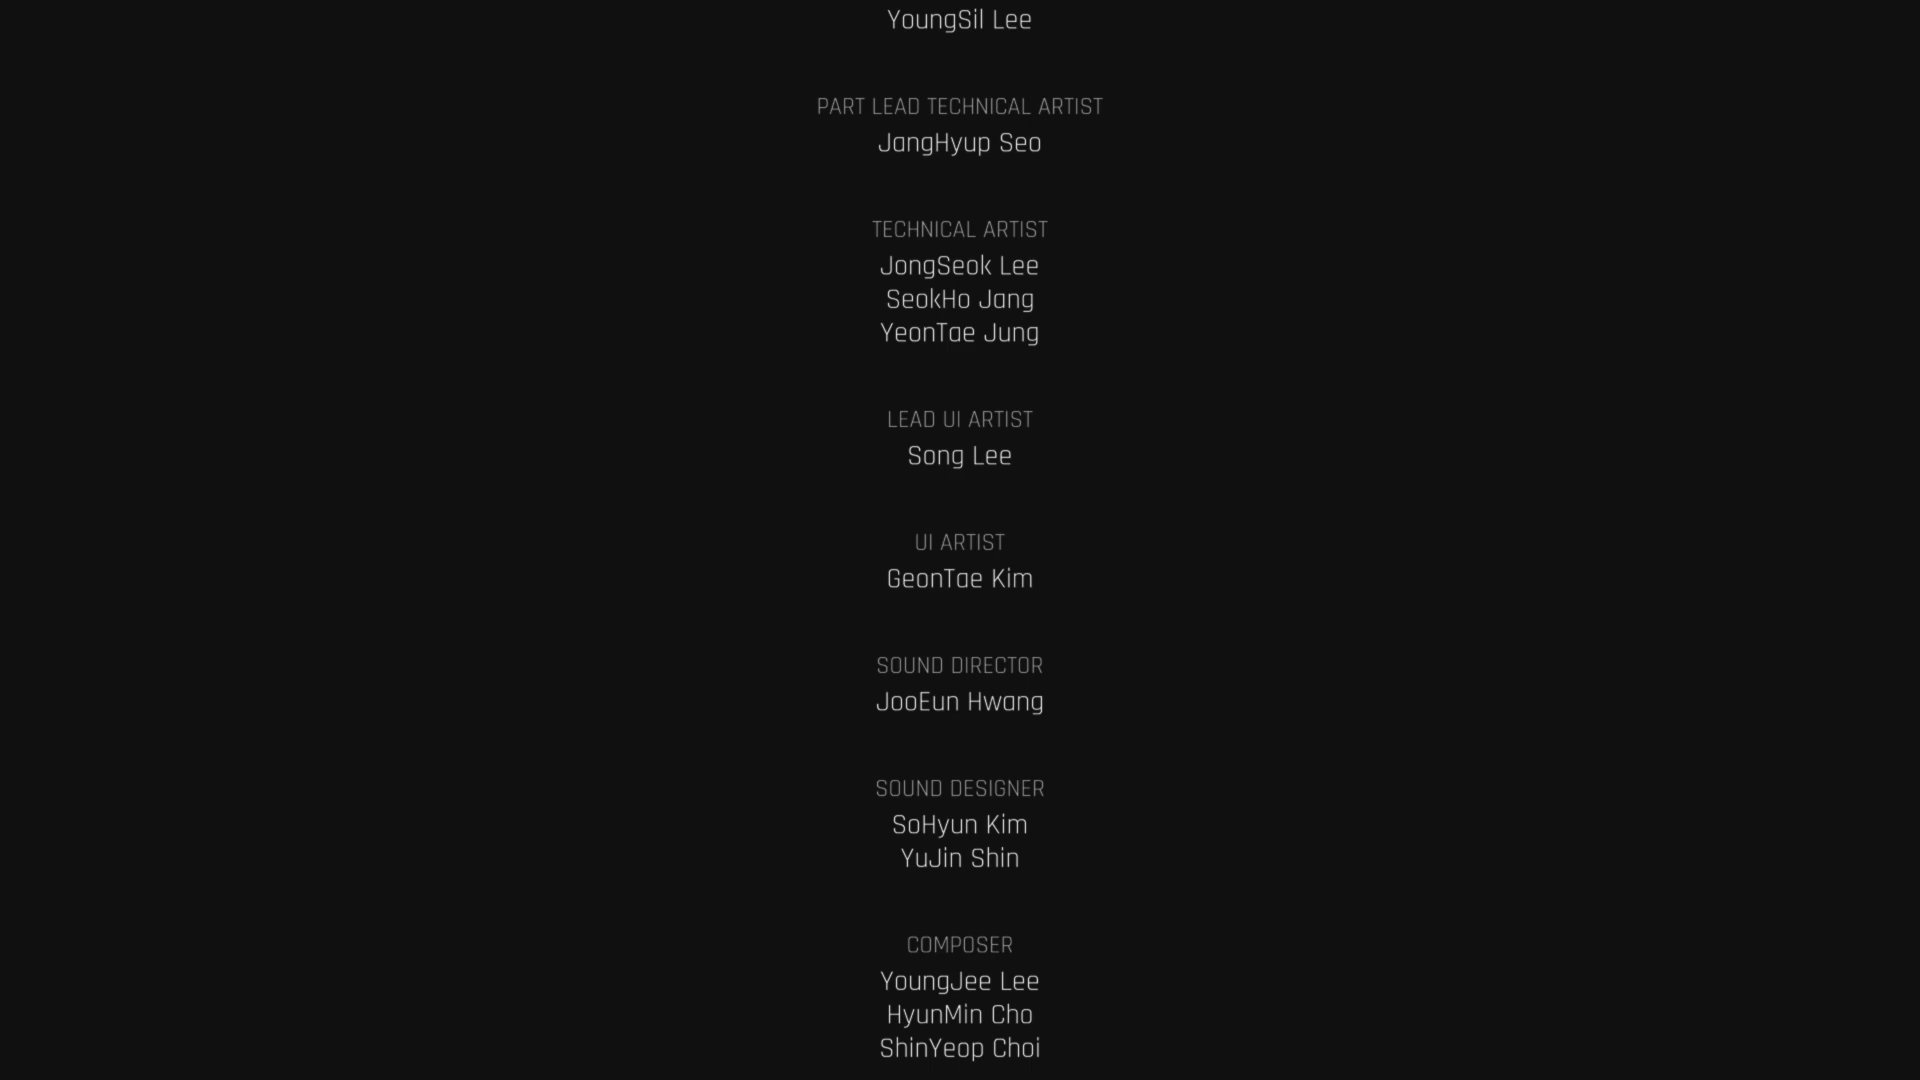 YoungSil Lee
PART LEAD TECHNICAL ARTIST
JangHyup Seo
TECHNICAL ARTIST
JongSeok Lee
SeokHo Jang
YeonTae Jung
LEAD UI ARTIST
Song Lee
UI ARTIST
GeonTae Kim
SOUND DIRECTOR
JooEun Hwang
SOUND DESIGNER
SoHyun Kim
YuJin Shin
COMPOSER
YoungJee Lee
HyunMin Cho
ShinYeop Choi